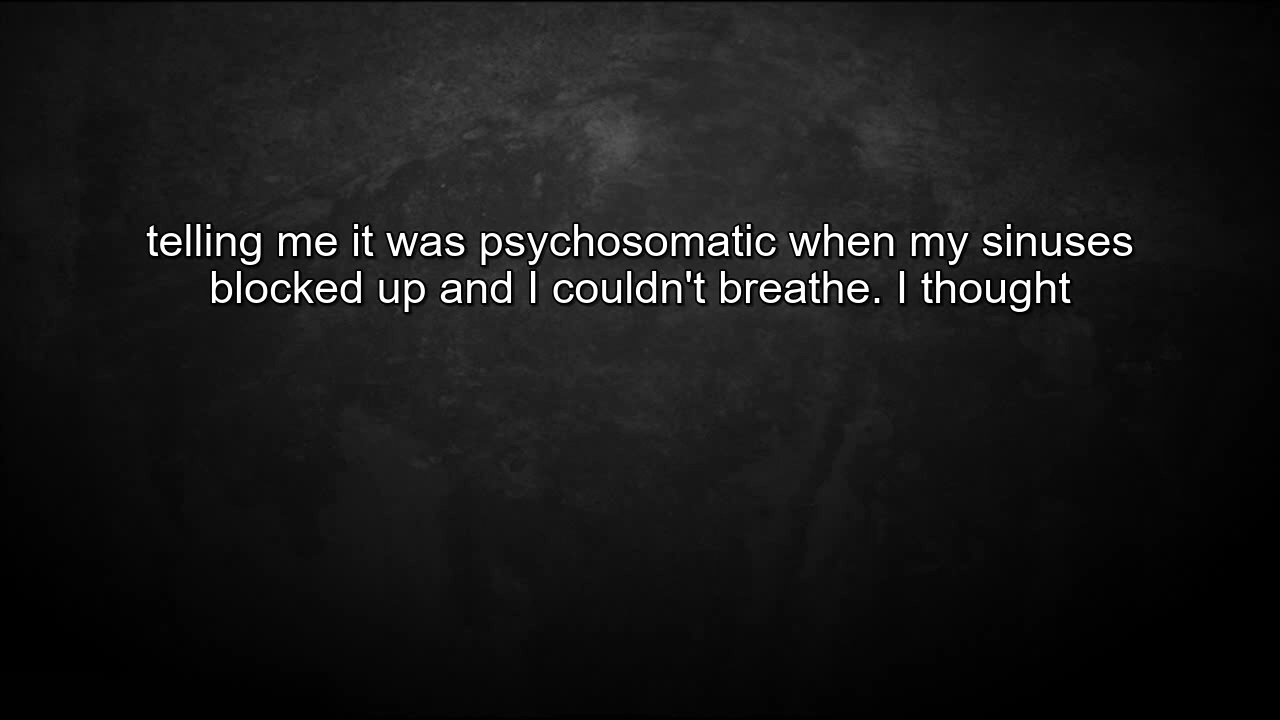 telling me it was psychosomatic when my sinuses
blocked up and I couldn't breathe. I thought